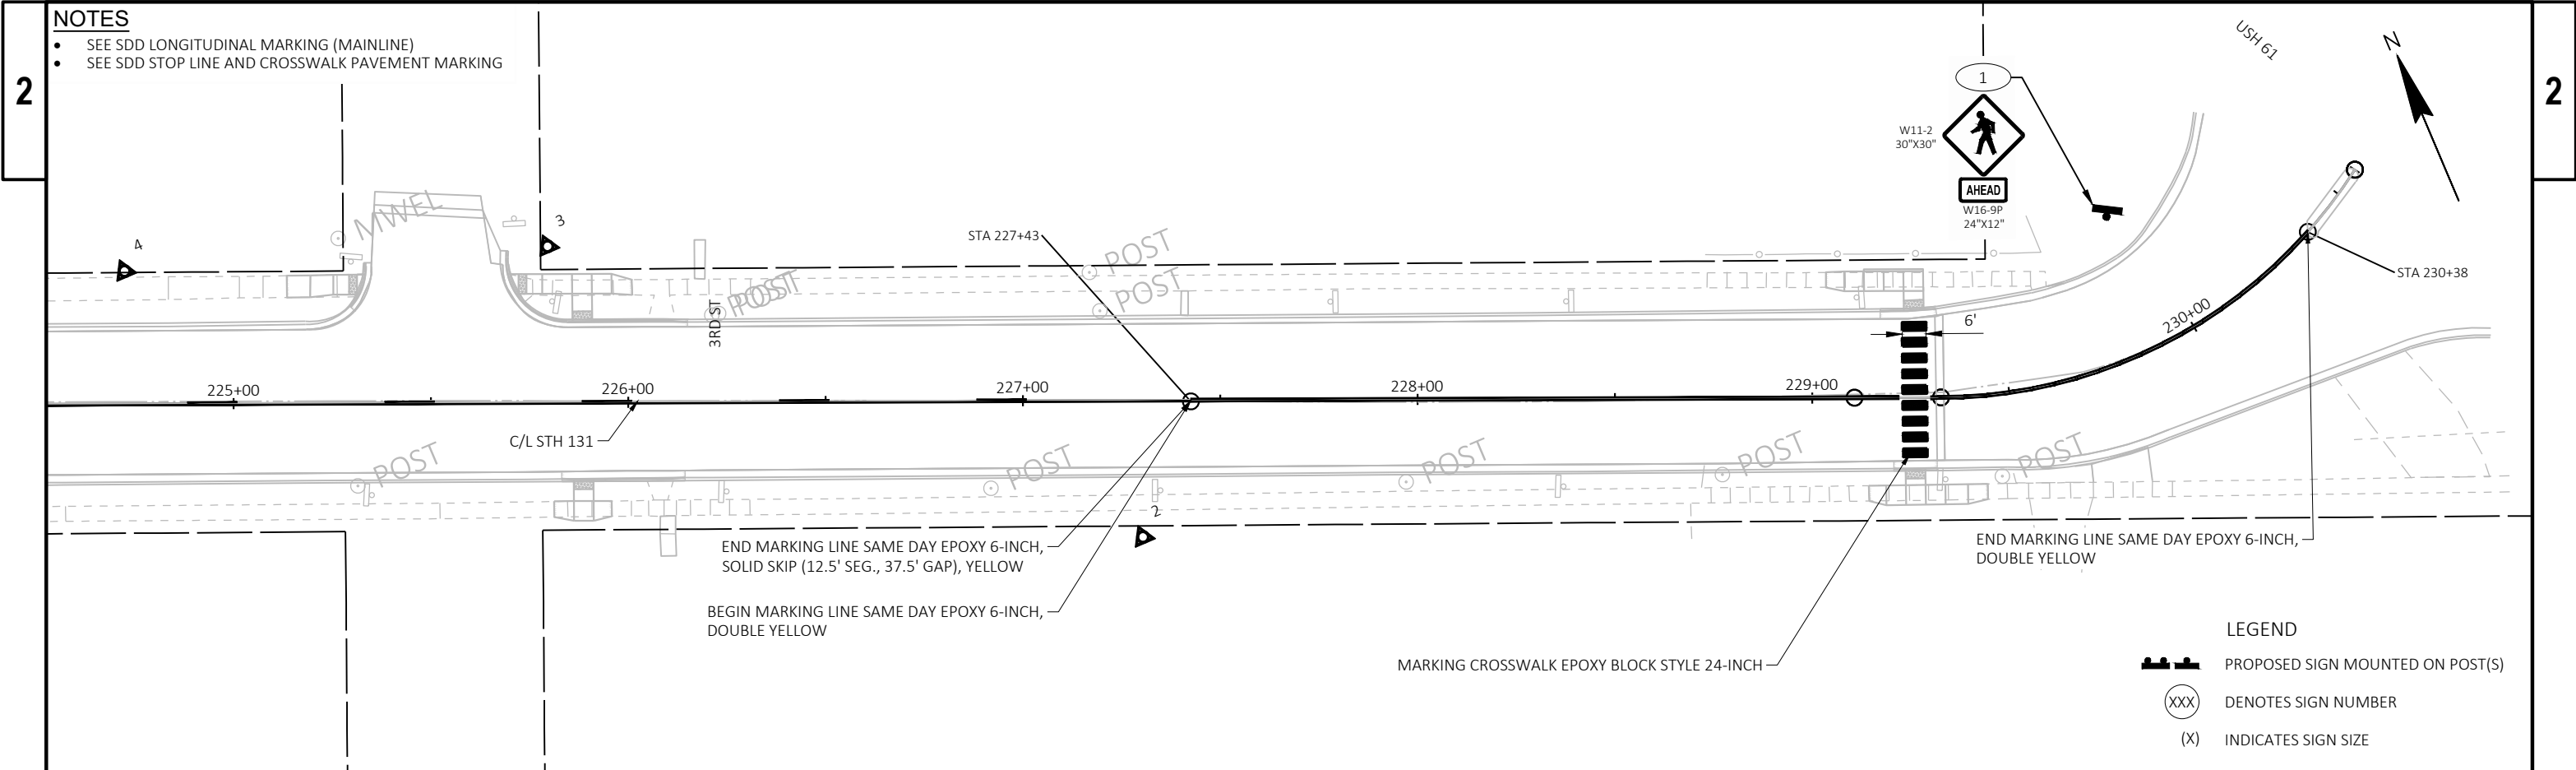 NOTES
• SEE SDD LONGITUDINAL MARKING (MAINLINE)
• SEE SDD STOP LINE AND CROSSWALK PAVEMENT MARKING
2
2
USH 61
N
1
W11-2
30"X30"
AHEAD
W16-9P
24"X12"
MWEL
4
3
STA 227+43
POST
POST
POST
POST
3RD ST
6'
STA 230+38
230+00
225+00
226+00
227+00
228+00
229+00
C/L STH 131
POST
POST
POST
POST
POST
2
END MARKING LINE SAME DAY EPOXY 6-INCH,
SOLID SKIP (12.5' SEG., 37.5' GAP), YELLOW
BEGIN MARKING LINE SAME DAY EPOXY 6-INCH,
DOUBLE YELLOW
END MARKING LINE SAME DAY EPOXY 6-INCH,
DOUBLE YELLOW
MARKING CROSSWALK EPOXY BLOCK STYLE 24-INCH
LEGEND
PROPOSED SIGN MOUNTED ON POST(S)
XXX DENOTES SIGN NUMBER
(X) INDICATES SIGN SIZE